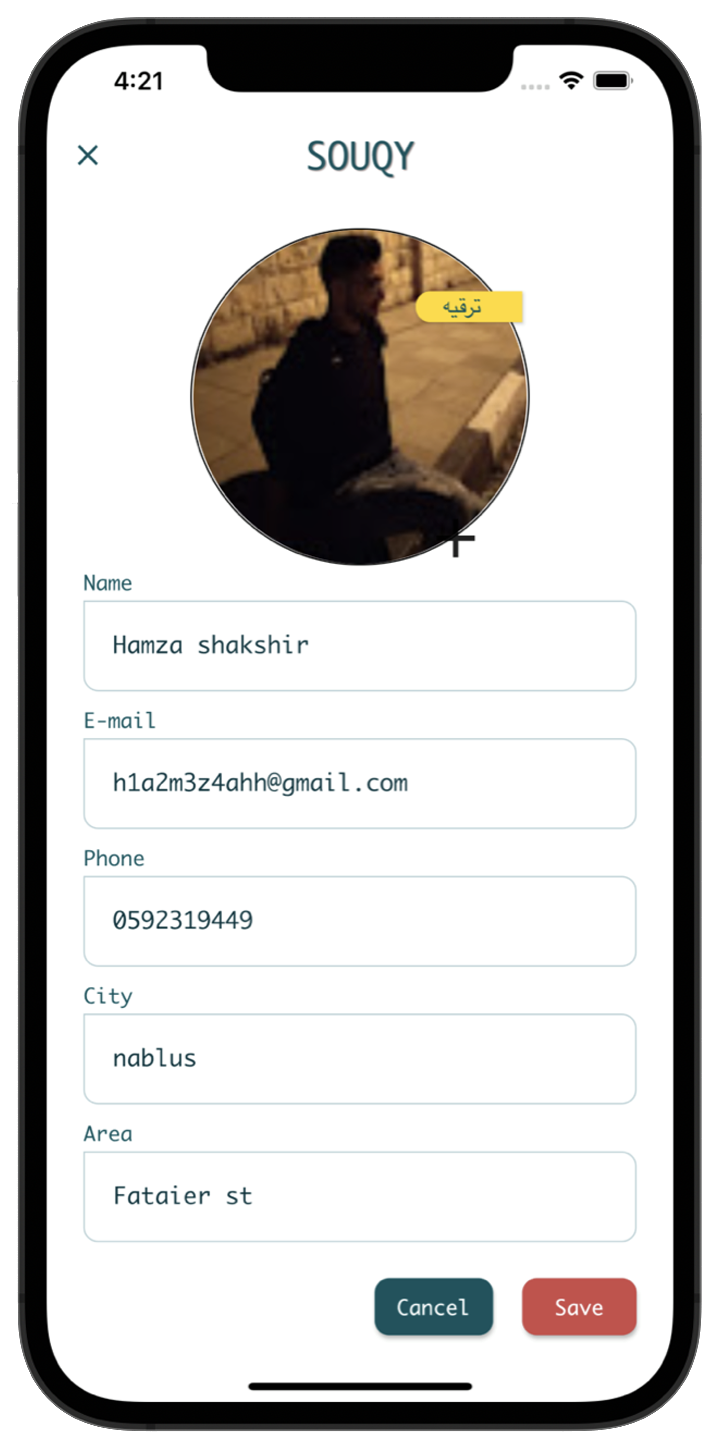 4:21
SOUQY
ترقيه
Name
Hamza shakshir
E-mail
h1a2m3z4ahh@gmail.com
Phone
0592319449
City
nablus
Area
Fataier st
Cancel
Save